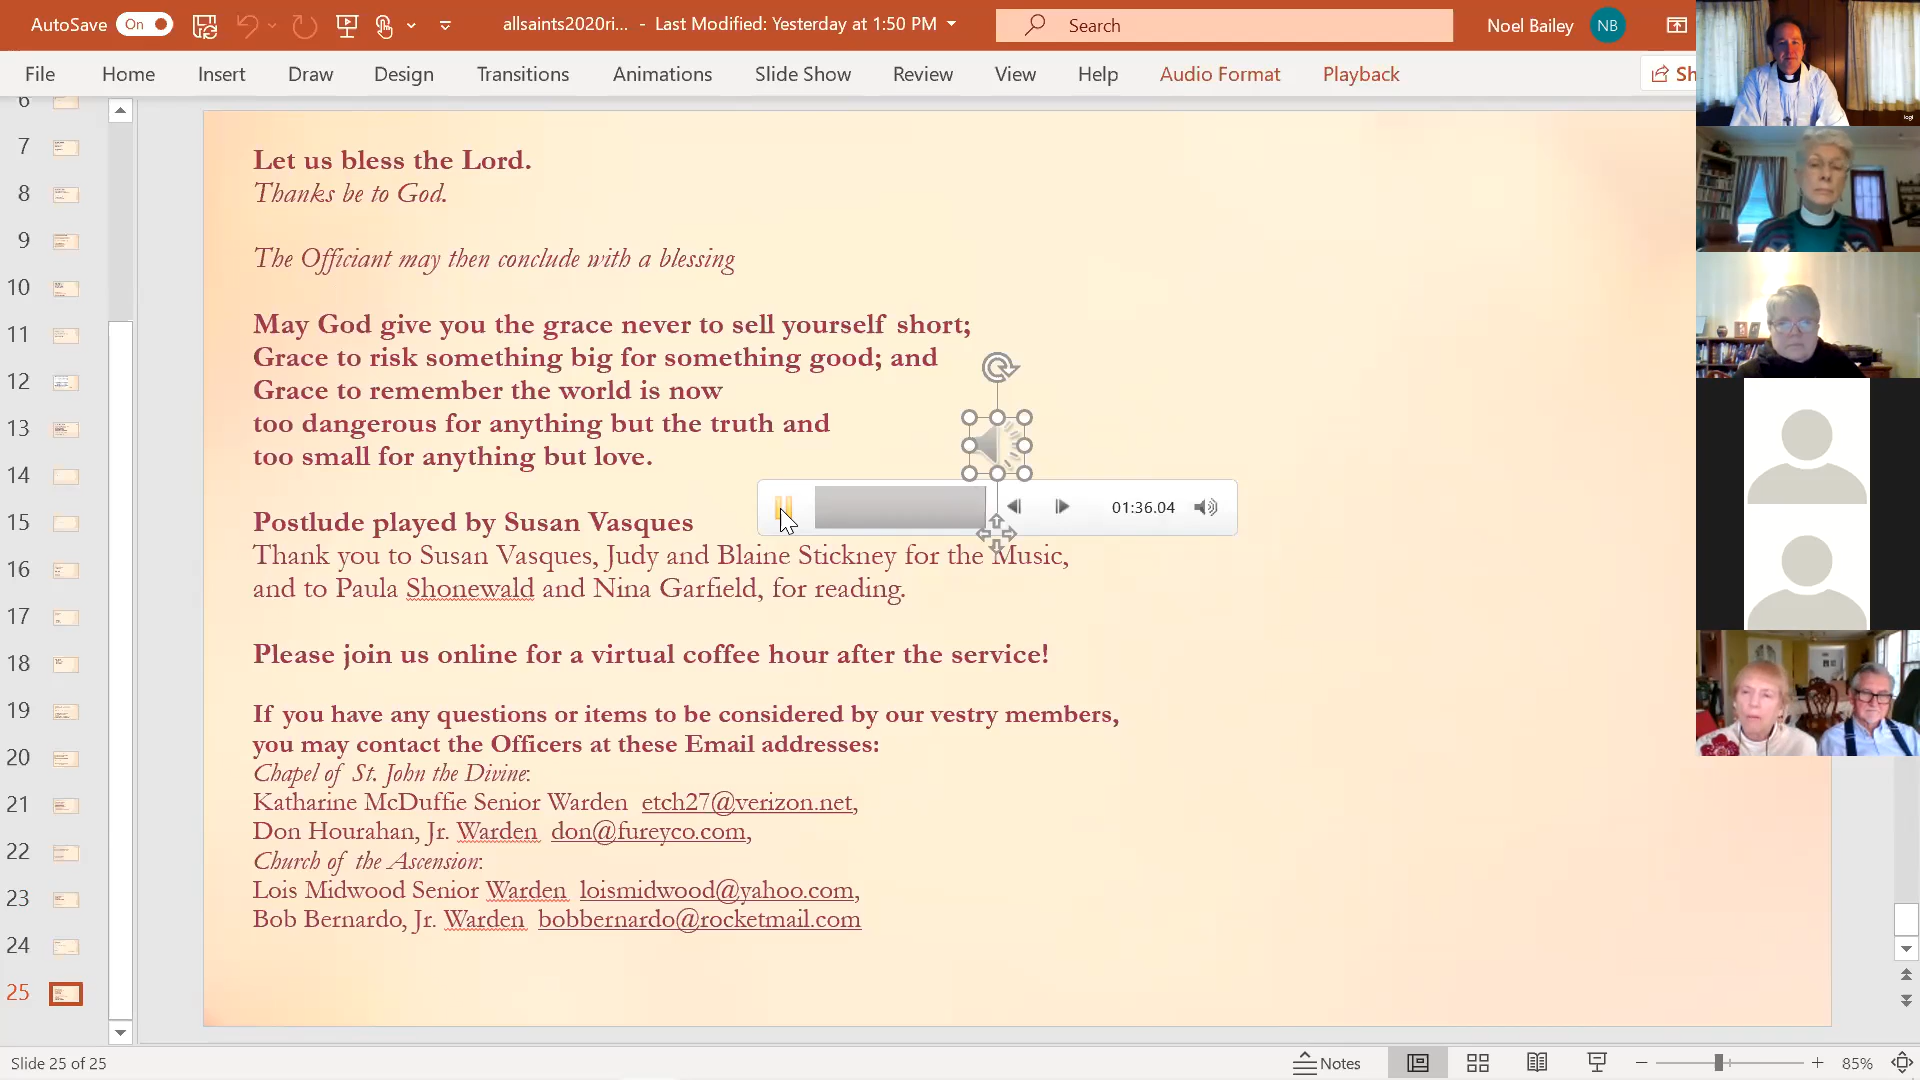 AutoSave On allsaints2020ri... - Last Modified: Yesterday at 1:50 PM Search Noel Bailey NB
File Home Insert Draw Design Transitions Animations Slide Show Review View Help Audio Format Playback Sh
6
7
8
9
10
11
12
13
14
15
16
17
18
19
20
21
22
23
24
25
Let us bless the Lord.
Thanks be to God.
The Officiant may then conclude with a blessing
May God give you the grace never to sell yourself short;
Grace to risk something big for something good; and
Grace to remember the world is now
too dangerous for anything but the truth and
too small for anything but love.
01:36.04
Postlude played by Susan Vasques
Thank you to Susan Vasques, Judy and Blaine Stickney for the Music,
and to Paula Shonewald and Nina Garfield, for reading.
Please join us online for a virtual coffee hour after the service!
If you have any questions or items to be considered by our vestry members,
you may contact the Officers at these Email addresses:
Chapel of St. John the Divine:
Katharine McDuffie Senior Warden etch27@verizon.net,
Don Hourahan, Jr. Warden don@fureyco.com,
Church of the Ascension:
Lois Midwood Senior Warden loismidwood@yahoo.com,
Bob Bernardo, Jr. Warden bobbernardo@rocketmail.com
logi
Slide 25 of 25 Notes 85%